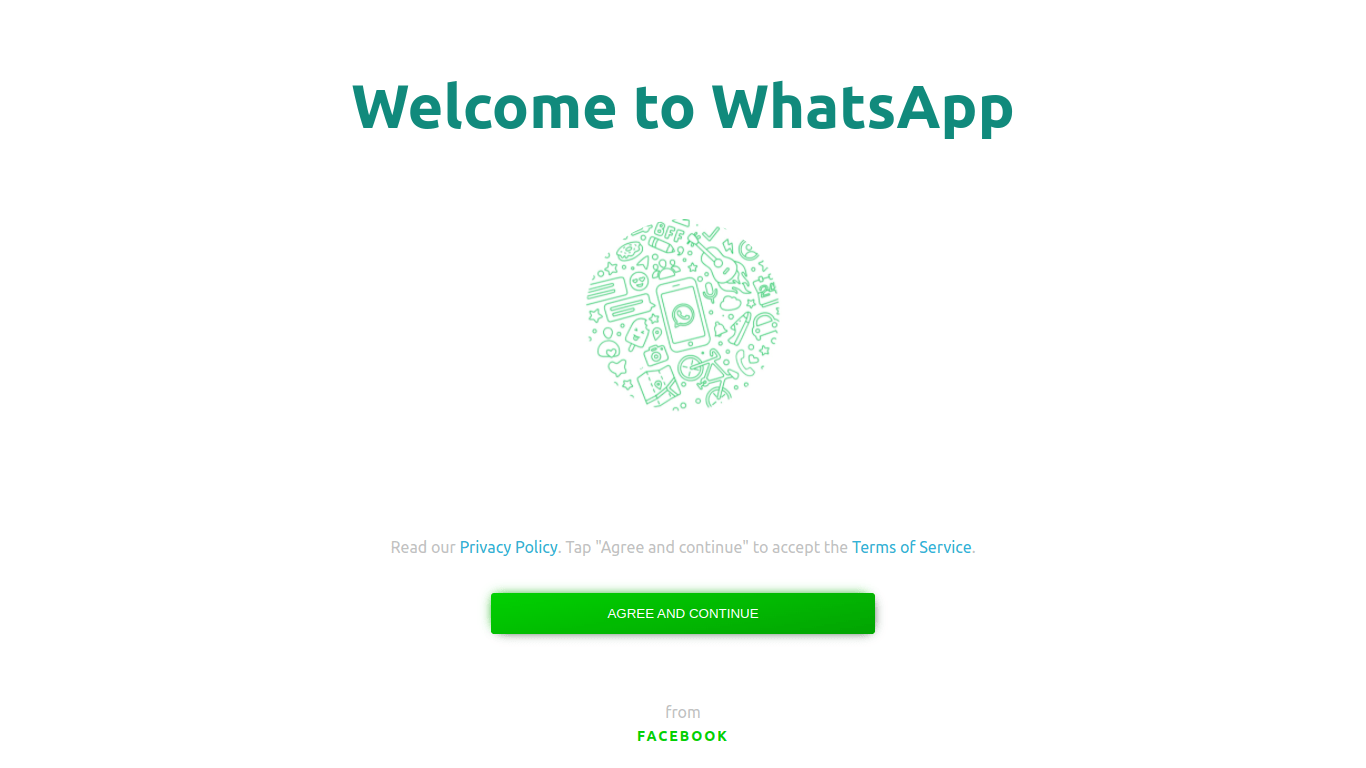 Welcome to WhatsApp
BFF
24
Read our Privacy Policy. Tap "Agree and continue" to accept the Terms of Service.
AGREE AND CONTINUE
from
FACEBOOK